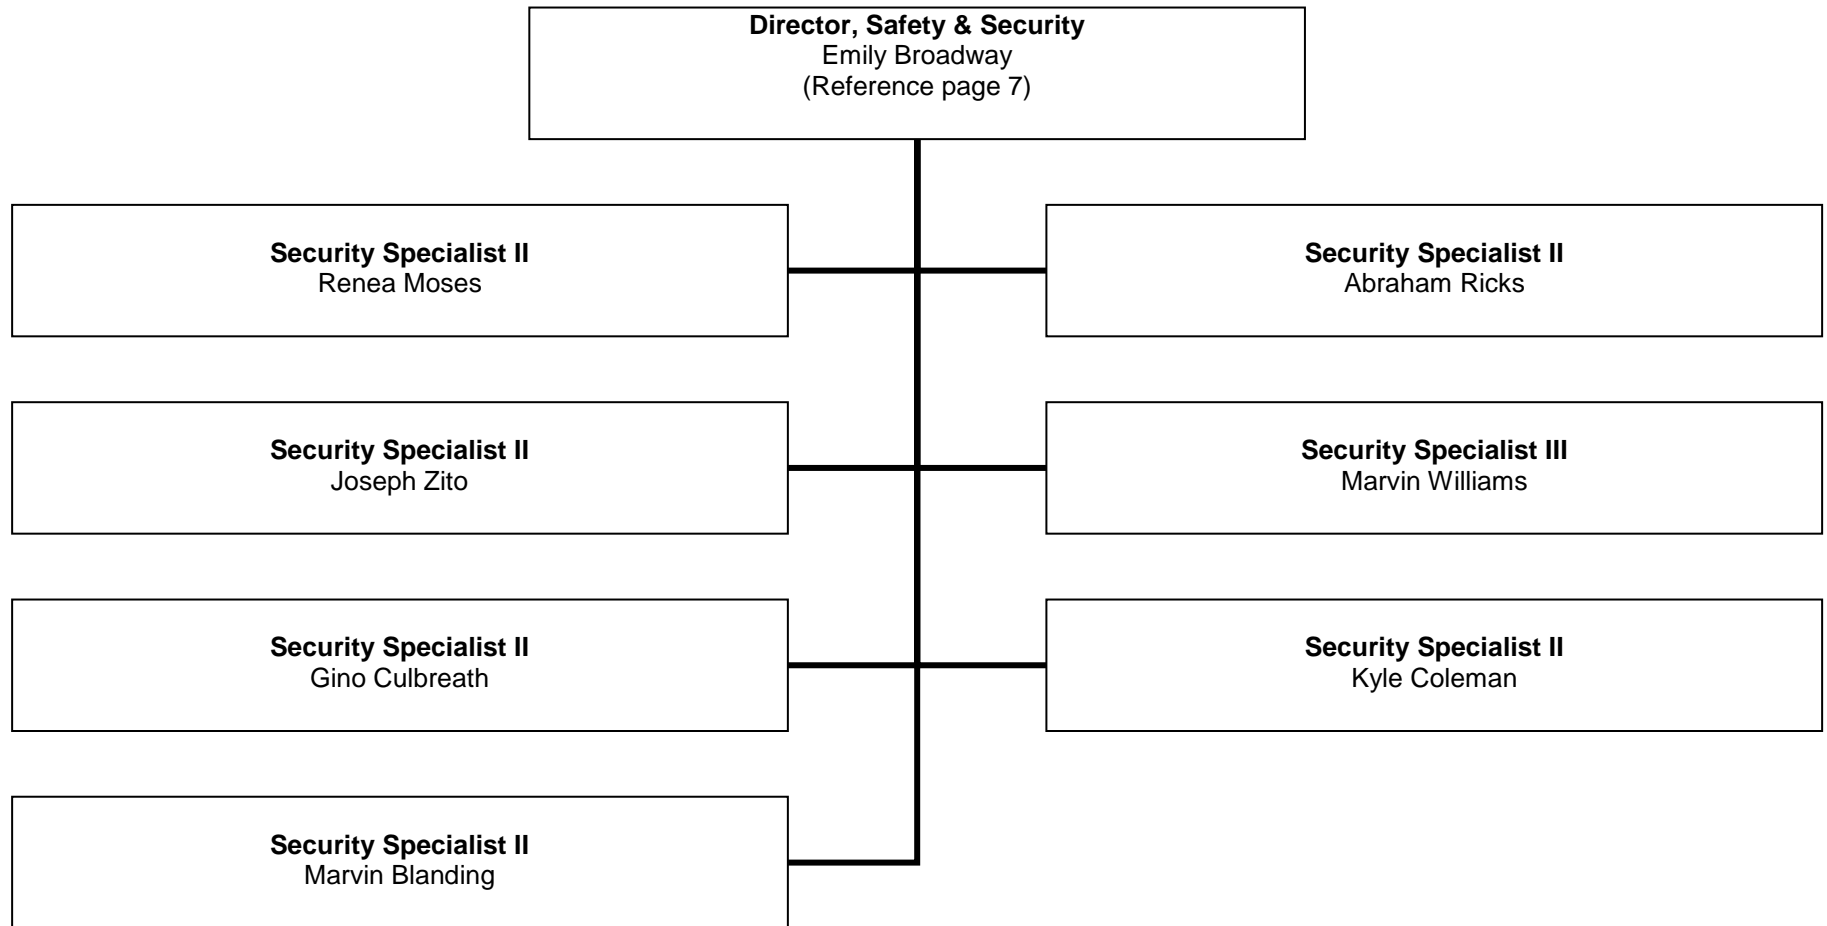 Director, Safety & Security
Emily Broadway
(Reference page 7)
Security Specialist II
Renea Moses
Security Specialist II
Abraham Ricks
Security Specialist II
Joseph Zito
Security Specialist III
Marvin Williams
Security Specialist II
Gino Culbreath
Security Specialist II
Kyle Coleman
Security Specialist II
Marvin Blanding